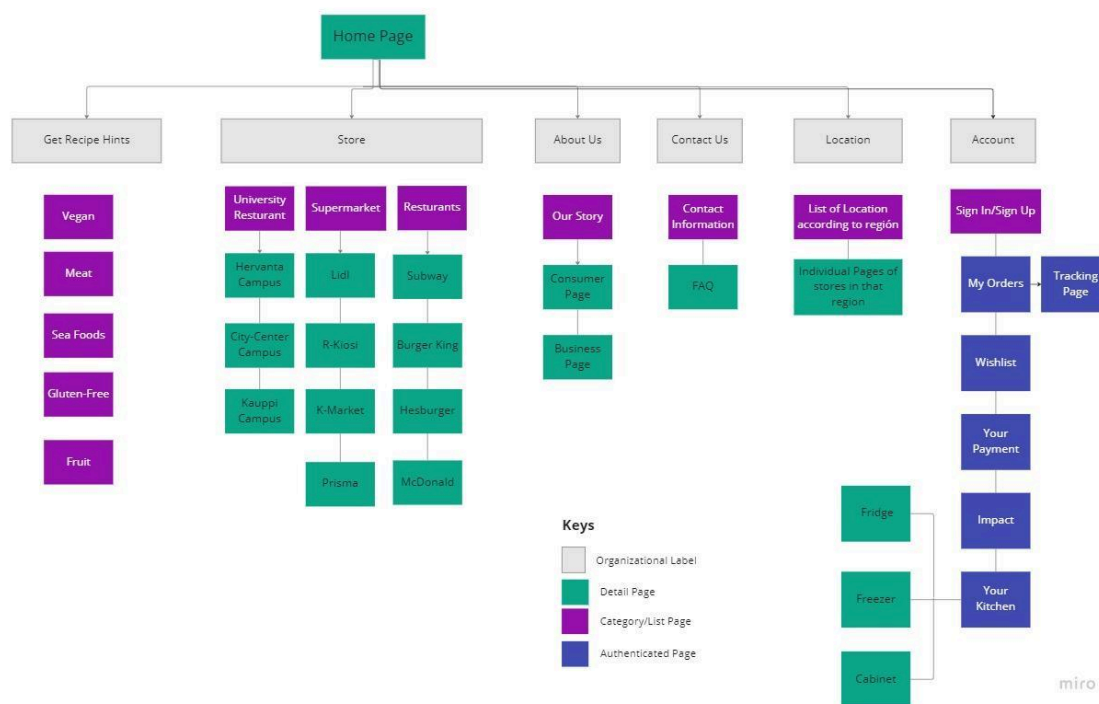 Home Page
Get Recipe Hints
Store
About Us
Contact Us
Location
Account
Vegan
Meat
Sea Foods
Gluten-Free
Fruit
University
Resturant
Hervanta
Campus
City-Center
Campus
Kauppi
Campus
Supermarket
Lidl
R-Kiosi
K-Market
Prisma
Resturants
Subway
Burger King
Hesburger
McDonald
Our Story
Consumer
Page
Business
Page
Contact
Information
FAQ
List of Location
according to región
Individual Pages of
stores in that
region
Sign In/Sign Up
My Orders
Tracking
Page
Wishlist
Your
Payment
Impact
Your
Kitchen
Fridge
Freezer
Cabinet
Keys
Organizational Label
Detail Page
Category/List Page
Authenticated Page
miro